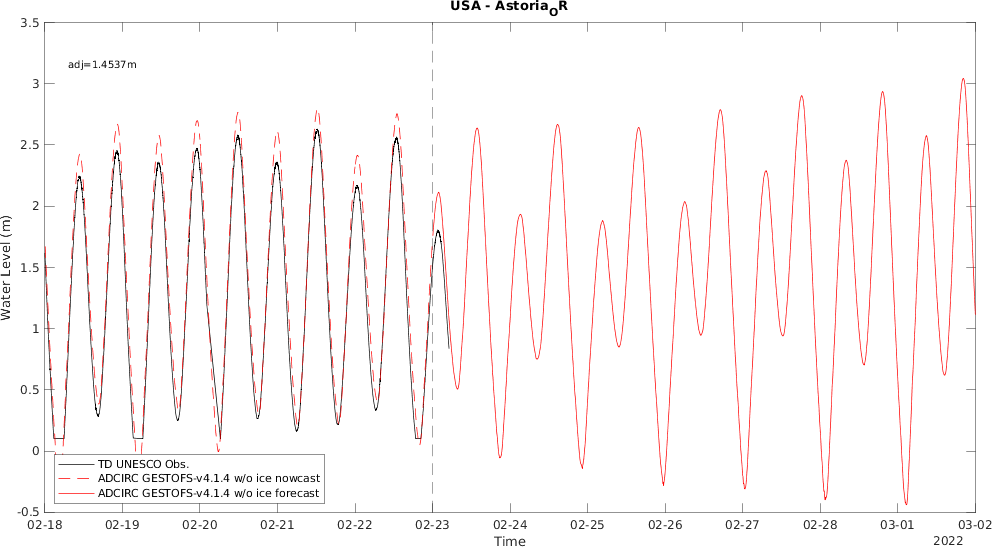 USA - Astoria_OR
3.5
adj=1.4537m
3
2.5
2
1.5
1
0.5
0
-0.5
Water Level (m)
TD UNESCO Obs.
ADCIRC GESTOFS-v4.1.4 w/o ice nowcast
ADCIRC GESTOFS-v4.1.4 w/o ice forecast
02-18 02-19 02-20 02-21 02-22 02-23 02-24 02-25 02-26 02-27 02-28 03-01 03-02
Time
2022